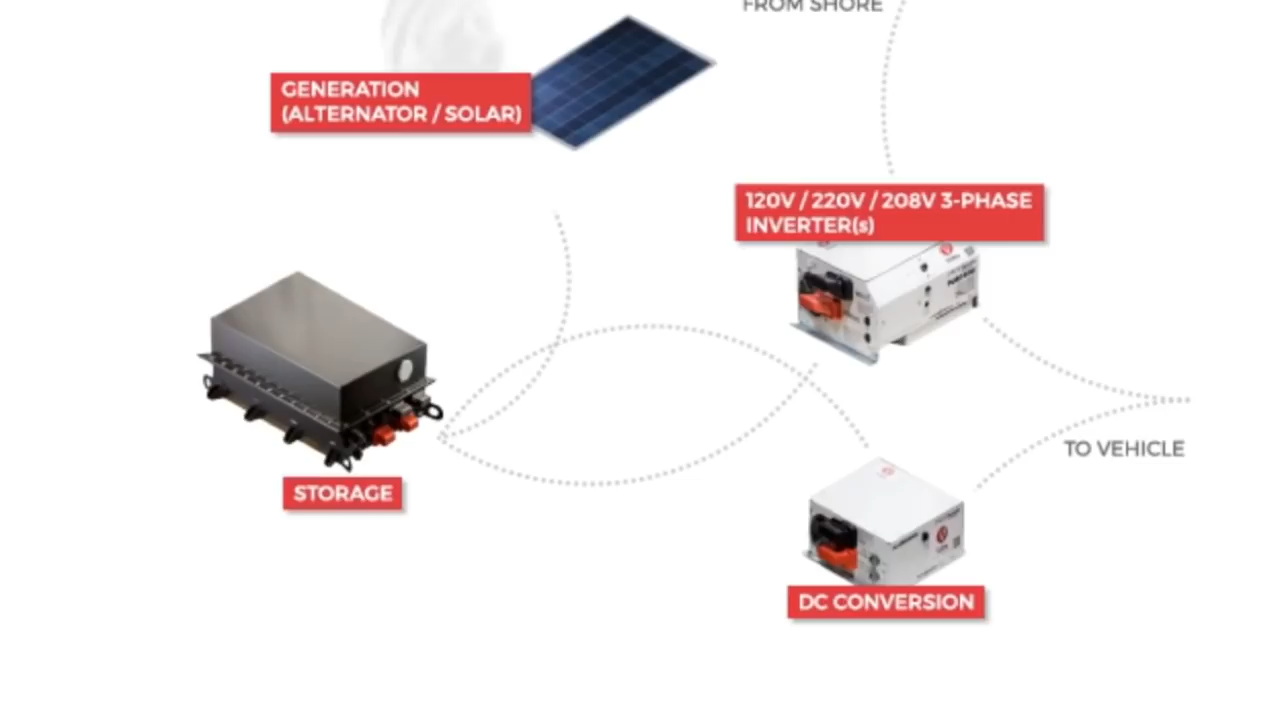 FROM SHORE
GENERATION
(ALTERNATOR / SOLAR)
120V / 220V / 208V 3-PHASE
INVERTER(s)
TO VEHICLE
STORAGE
DC CONVERSION